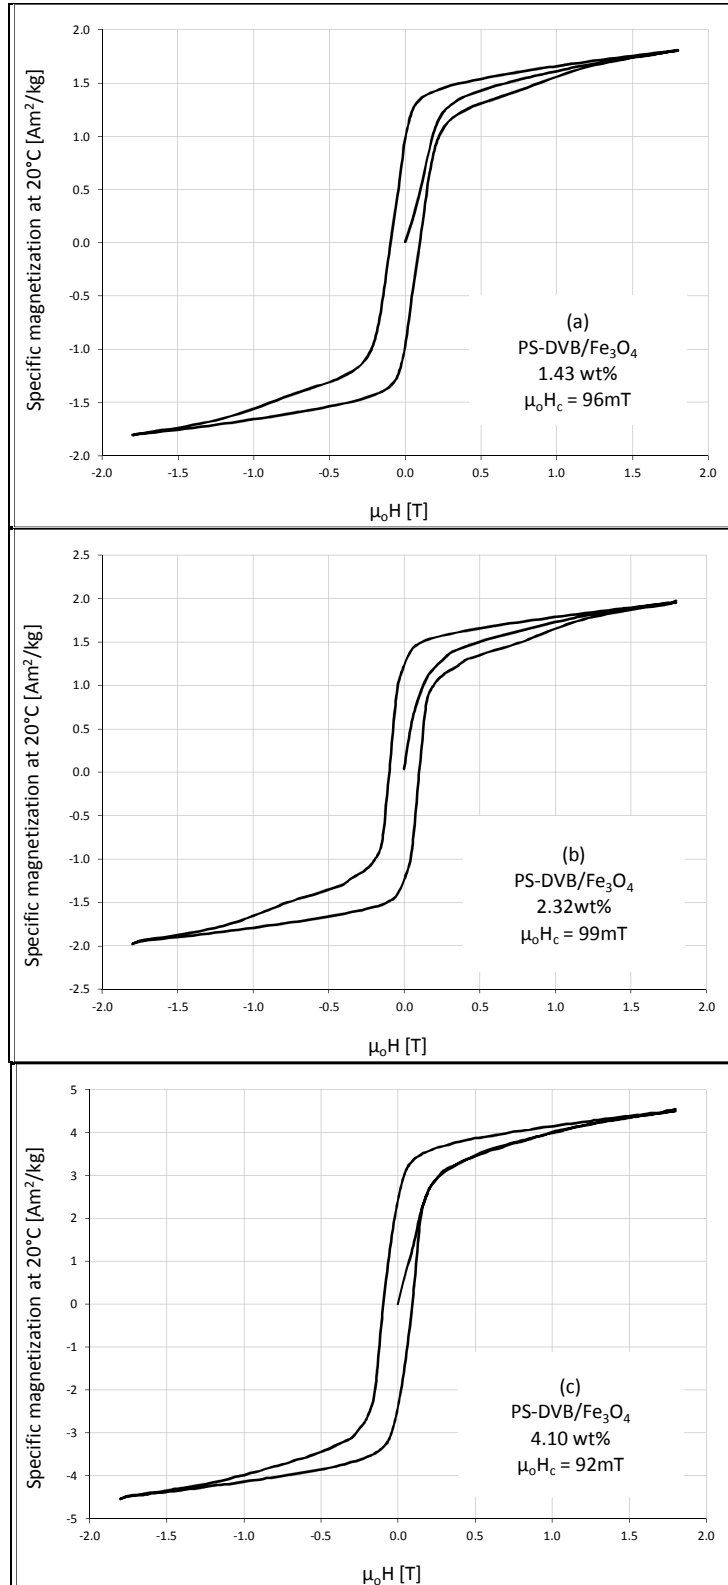 Specific magnetization at 20°C [Am²/kg]
2.0
1.5
1.0
0.5
0.0
-0.5
-1.0
-1.5
-2.0
-2.0 -1.5 -1.0 -0.5 0.0 0.5 1.0 1.5 2.0
µₒH [T]
(a)
PS-DVB/Fe₃O₄
1.43 wt%
µₒH꜀ = 96mT
Specific magnetization at 20°C [Am²/kg]
2.5
2.0
1.5
1.0
0.5
0.0
-0.5
-1.0
-1.5
-2.0
-2.5
-2.0 -1.5 -1.0 -0.5 0.0 0.5 1.0 1.5 2.0
µₒH [T]
(b)
PS-DVB/Fe₃O₄
2.32wt%
µₒH꜀ = 99mT
Specific magnetization at 20°C [Am²/kg]
5
4
3
2
1
0
-1
-2
-3
-4
-5
-2.0 -1.5 -1.0 -0.5 0.0 0.5 1.0 1.5 2.0
µₒH [T]
(c)
PS-DVB/Fe₃O₄
4.10 wt%
µₒH꜀ = 92mT